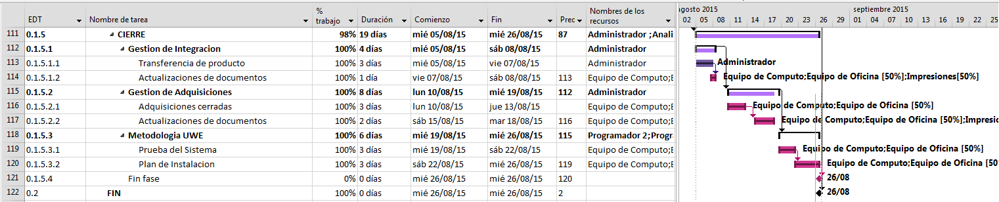 EDT Nombre de tarea % trabajo Duración Comienzo Fin Prec Nombres de los recursos
agosto 2015 septiembre 2015
02 05 08 11 14 17 20 23 26 29 01 04 07 10 13 16 19 22 25
111 0.1.5 CIERRE 98% 19 días mié 05/08/15 mié 26/08/15 87 Administrador ;Anali
112 0.1.5.1 Gestion de Integracion 100% 4 días mié 05/08/15 sáb 08/08/15 Administrador
113 0.1.5.1.1 Transferencia de producto 100% 3 días mié 05/08/15 vie 07/08/15 Administrador Administrador
114 0.1.5.1.2 Actualizaciones de documentos 100% 1 día vie 07/08/15 sáb 08/08/15 113 Equipo de Computo;E Equipo de Computo;Equipo de Oficina [50%];Impresiones[50%]
115 0.1.5.2 Gestion de Adquisiciones 100% 8 días lun 10/08/15 mié 19/08/15 112 Administrador
116 0.1.5.2.1 Adquisiciones cerradas 100% 3 días lun 10/08/15 jue 13/08/15 Equipo de Computo;E Equipo de Computo;Equipo de Oficina [50%]
117 0.1.5.2.2 Actualizaciones de documentos 100% 2 días sáb 15/08/15 mar 18/08/15 116 Equipo de Computo;E Equipo de Computo;Equipo de Oficina [50%];Impresio
118 0.1.5.3 Metodologia UWE 100% 6 días mié 19/08/15 mié 26/08/15 115 Programador 2;Progr
119 0.1.5.3.1 Prueba del Sistema 100% 3 días mié 19/08/15 sáb 22/08/15 Equipo de Computo;E Equipo de Computo;Equipo de Oficina [50%]
120 0.1.5.3.2 Plan de Instalacion 100% 3 días sáb 22/08/15 mié 26/08/15 119 Equipo de Computo;E Equipo de Computo;Equipo de Oficina [50%
121 0.1.5.4 Fin fase 0% 0 días mié 26/08/15 mié 26/08/15 120 26/08
122 0.2 FIN 100% 0 días mié 26/08/15 mié 26/08/15 2 26/08